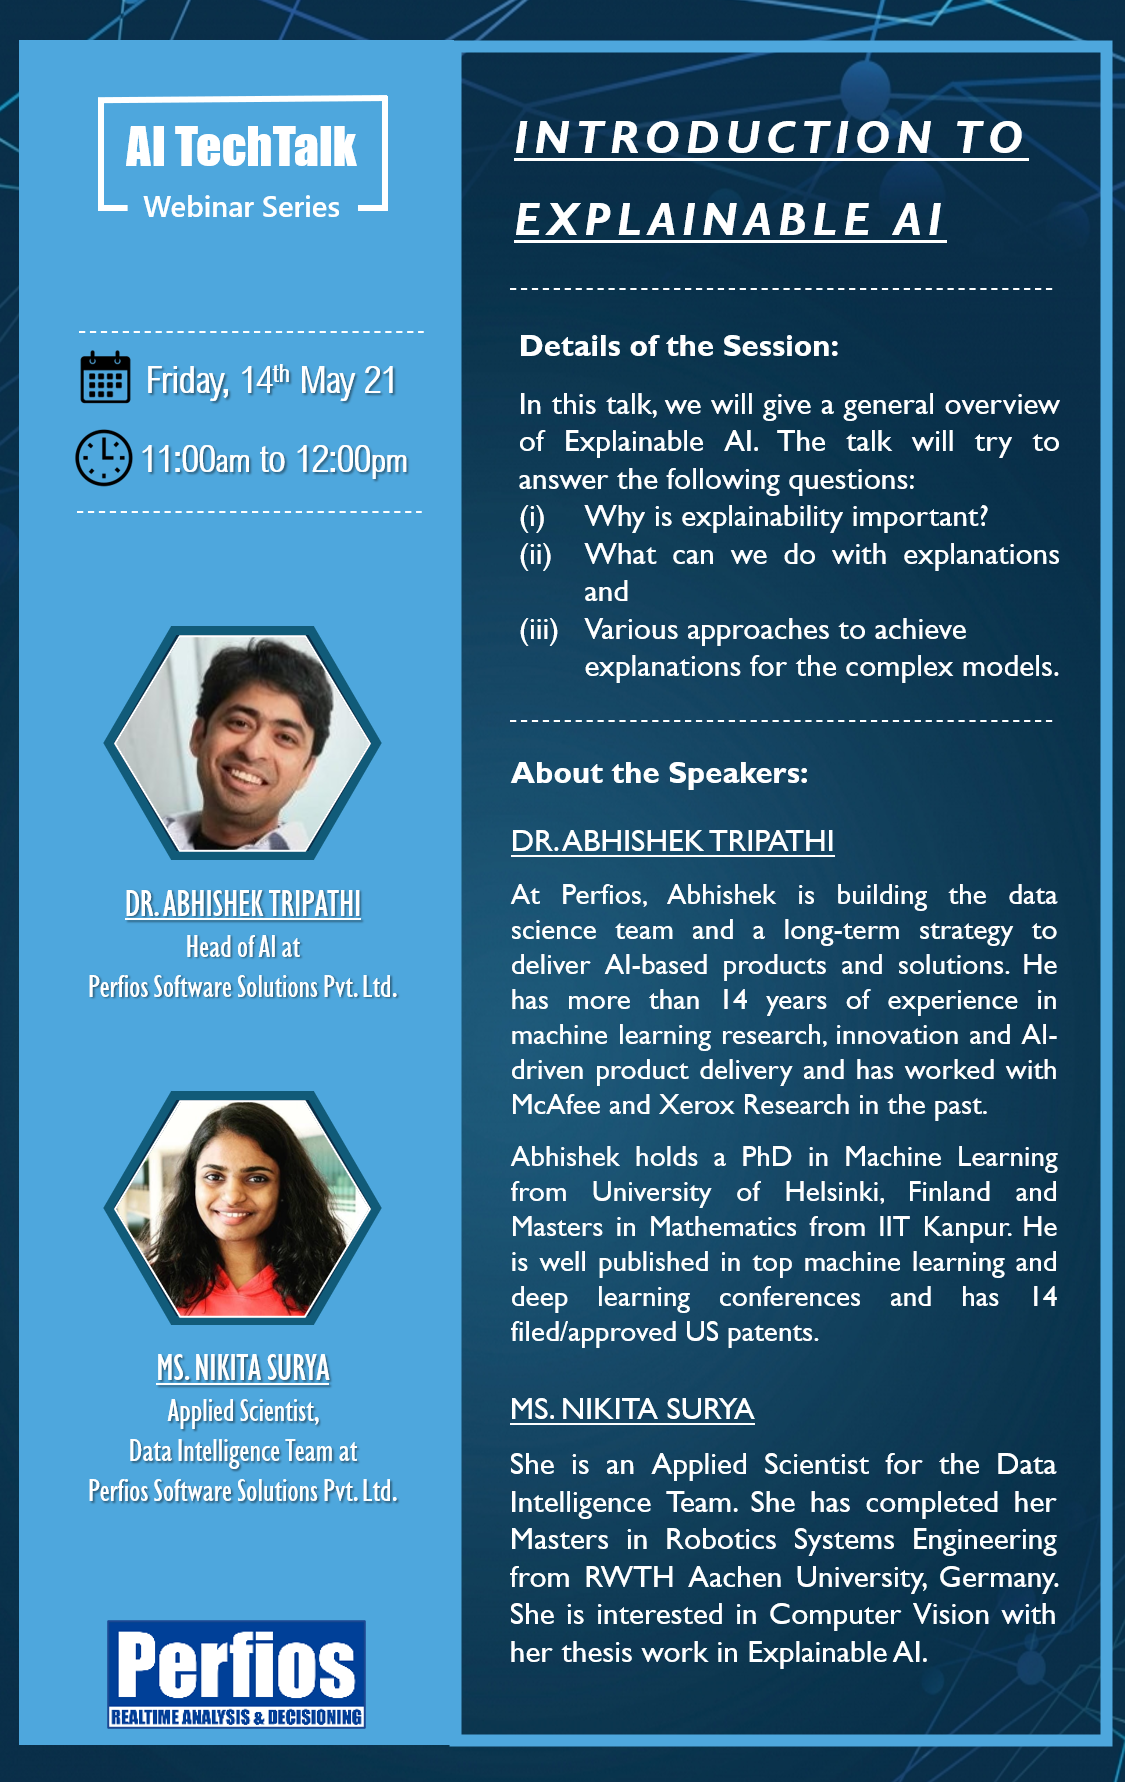 AI TechTalk
Webinar Series
Friday, 14th May 21
11:00am to 12:00pm
DR. ABHISHEK TRIPATHI
Head of AI at
Perfios Software Solutions Pvt. Ltd.
MS. NIKITA SURYA
Applied Scientist,
Data Intelligence Team at
Perfios Software Solutions Pvt. Ltd.
Perfios
REALTIME ANALYSIS & DECISIONING
INTRODUCTION TO
EXPLAINABLE AI
Details of the Session:
In this talk, we will give a general overview
of Explainable AI. The talk will try to
answer the following questions:
(i) Why is explainability important?
(ii) What can we do with explanations
and
(iii) Various approaches to achieve
explanations for the complex models.
About the Speakers:
DR. ABHISHEK TRIPATHI
At Perfios, Abhishek is building the data
science team and a long-term strategy to
deliver AI-based products and solutions. He
has more than 14 years of experience in
machine learning research, innovation and AI-
driven product delivery and has worked with
McAfee and Xerox Research in the past.
Abhishek holds a PhD in Machine Learning
from University of Helsinki, Finland and
Masters in Mathematics from IIT Kanpur. He
is well published in top machine learning and
deep learning conferences and has 14
filed/approved US patents.
MS. NIKITA SURYA
She is an Applied Scientist for the Data
Intelligence Team. She has completed her
Masters in Robotics Systems Engineering
from RWTH Aachen University, Germany.
She is interested in Computer Vision with
her thesis work in Explainable AI.